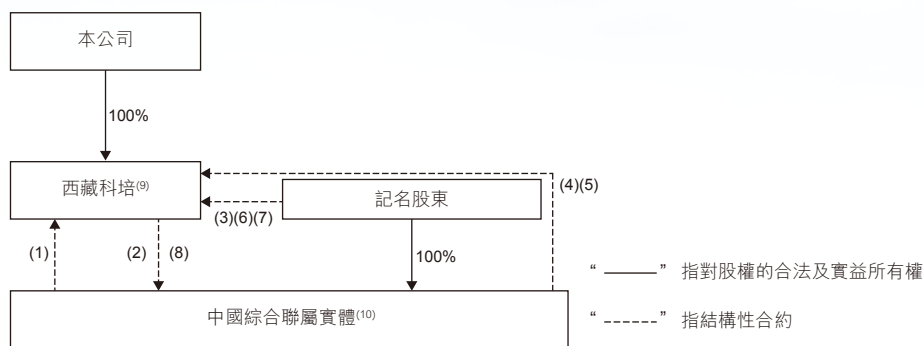 本公司
100%
西藏科培(9)
記名股東
(4)(5)
(3)(6)(7)
(1)
(2)
(8)
100%
“ ——— ” 指對股權的合法及實益所有權
中國綜合聯屬實體(10)
“ ------ ” 指結構性合約